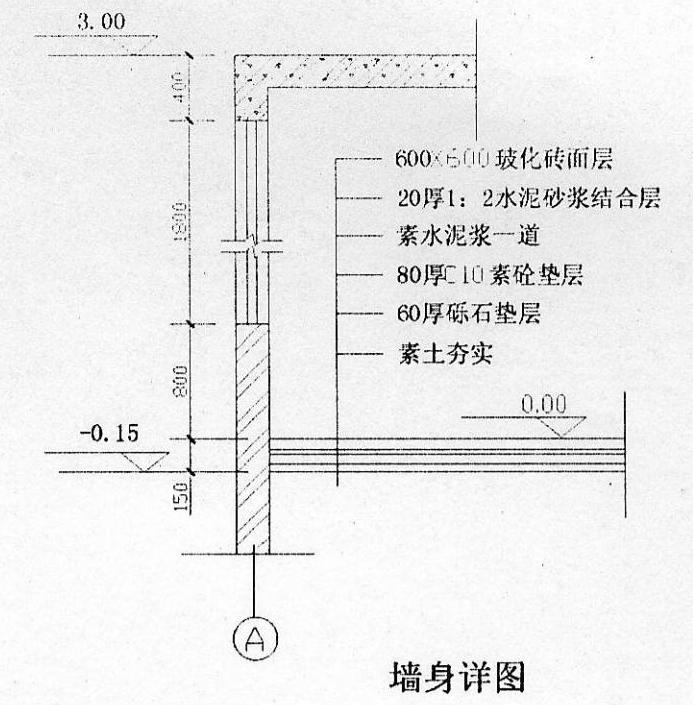 3.00
400
600×600玻化砖面层
20厚1：2水泥砂浆结合层
1800
素水泥浆一道
80厚C10素砼垫层
60厚砾石垫层
素土夯实
800
0.00
-0.15
150
A
墙身详图